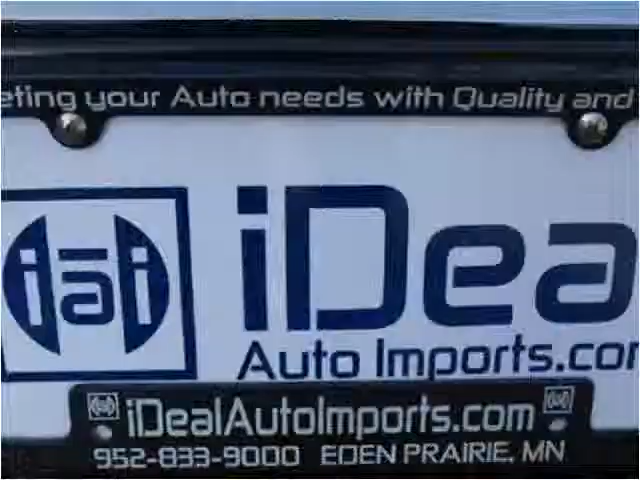 eting your Auto needs with Quality and
iai
iDea
Auto Imports.com
iDealAutoImports.com
952-833-9000 EDEN PRAIRIE, MN